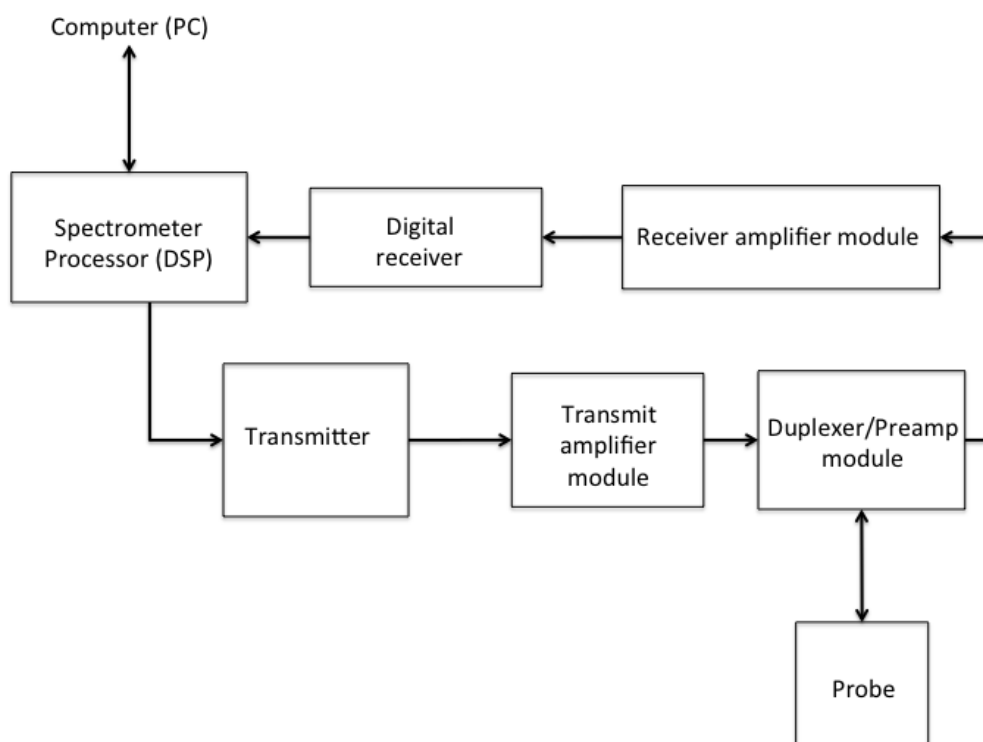 Computer (PC)
Spectrometer
Processor (DSP)
Digital
receiver
Receiver amplifier module
Transmitter
Transmit
amplifier
module
Duplexer/Preamp
module
Probe